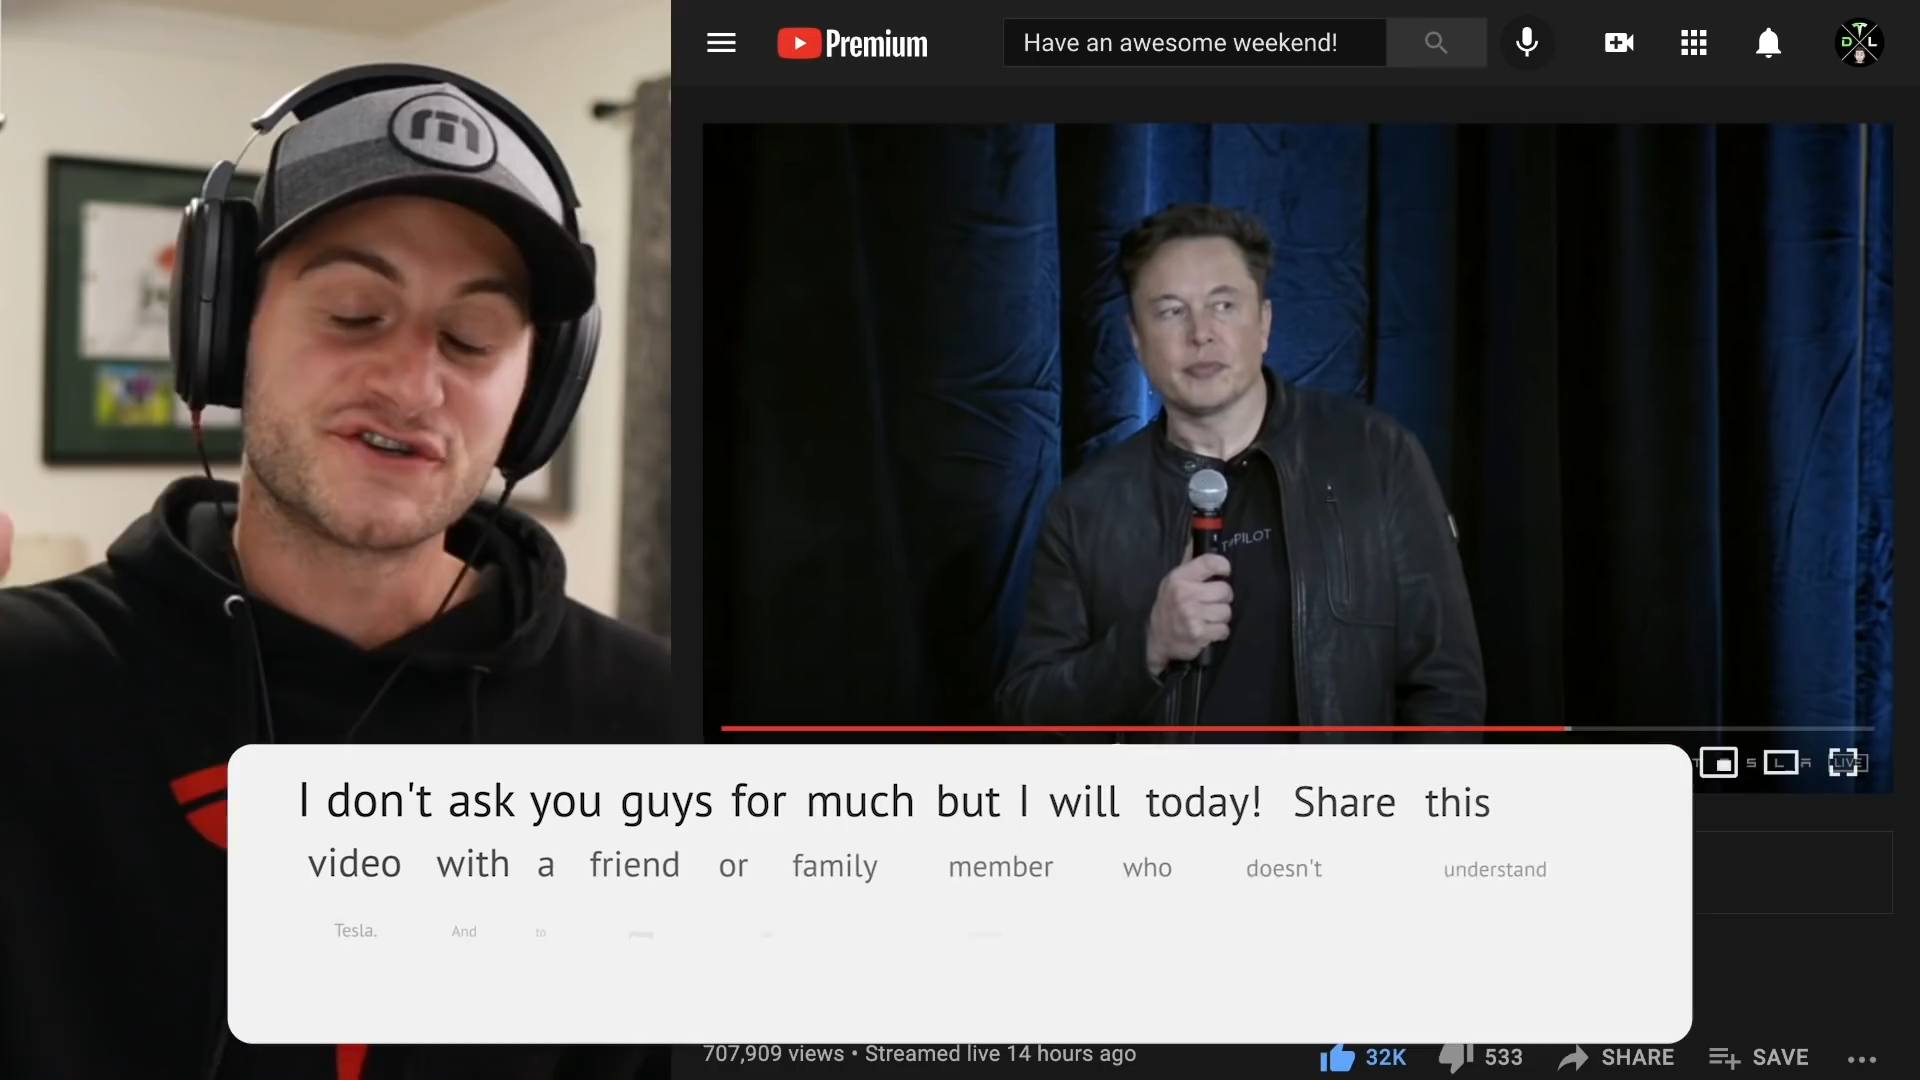 Premium
Have an awesome weekend!
D L
m
PILOT
LIVE
I don't ask you guys for much but I will today! Share this
video with a friend or family member who doesn't understand
Tesla. And to
707,909 views • Streamed live 14 hours ago
32K
533
SHARE
SAVE